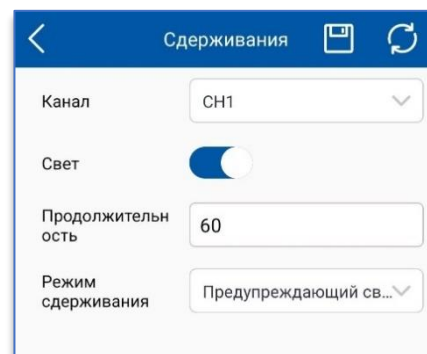 Сдерживания
Канал
CH1
Свет
Продолжительн
ость
60
Режим
сдерживания
Предупреждающий св...